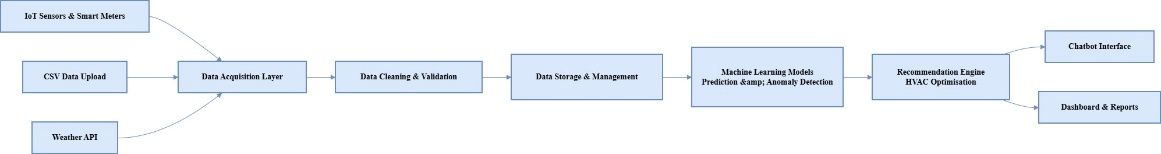 IoT Sensors & Smart Meters
CSV Data Upload
Weather API
Data Acquisition Layer
Data Cleaning & Validation
Data Storage & Management
Machine Learning Models
Prediction &amp; Anomaly Detection
Recommendation Engine
HVAC Optimisation
Chatbot Interface
Dashboard & Reports